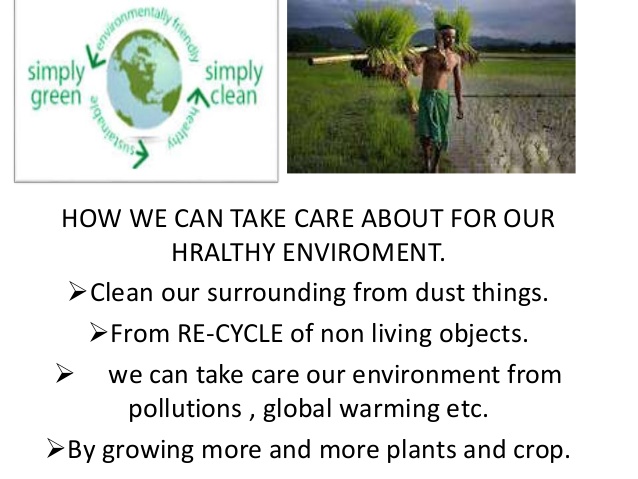 simply green
environmentally friendly
simply clean
healthy
sustainable
HOW WE CAN TAKE CARE ABOUT FOR OUR
HRALTHY ENVIROMENT.
➢Clean our surrounding from dust things.
➢From RE-CYCLE of non living objects.
➢ we can take care our environment from
pollutions , global warming etc.
➢By growing more and more plants and crop.